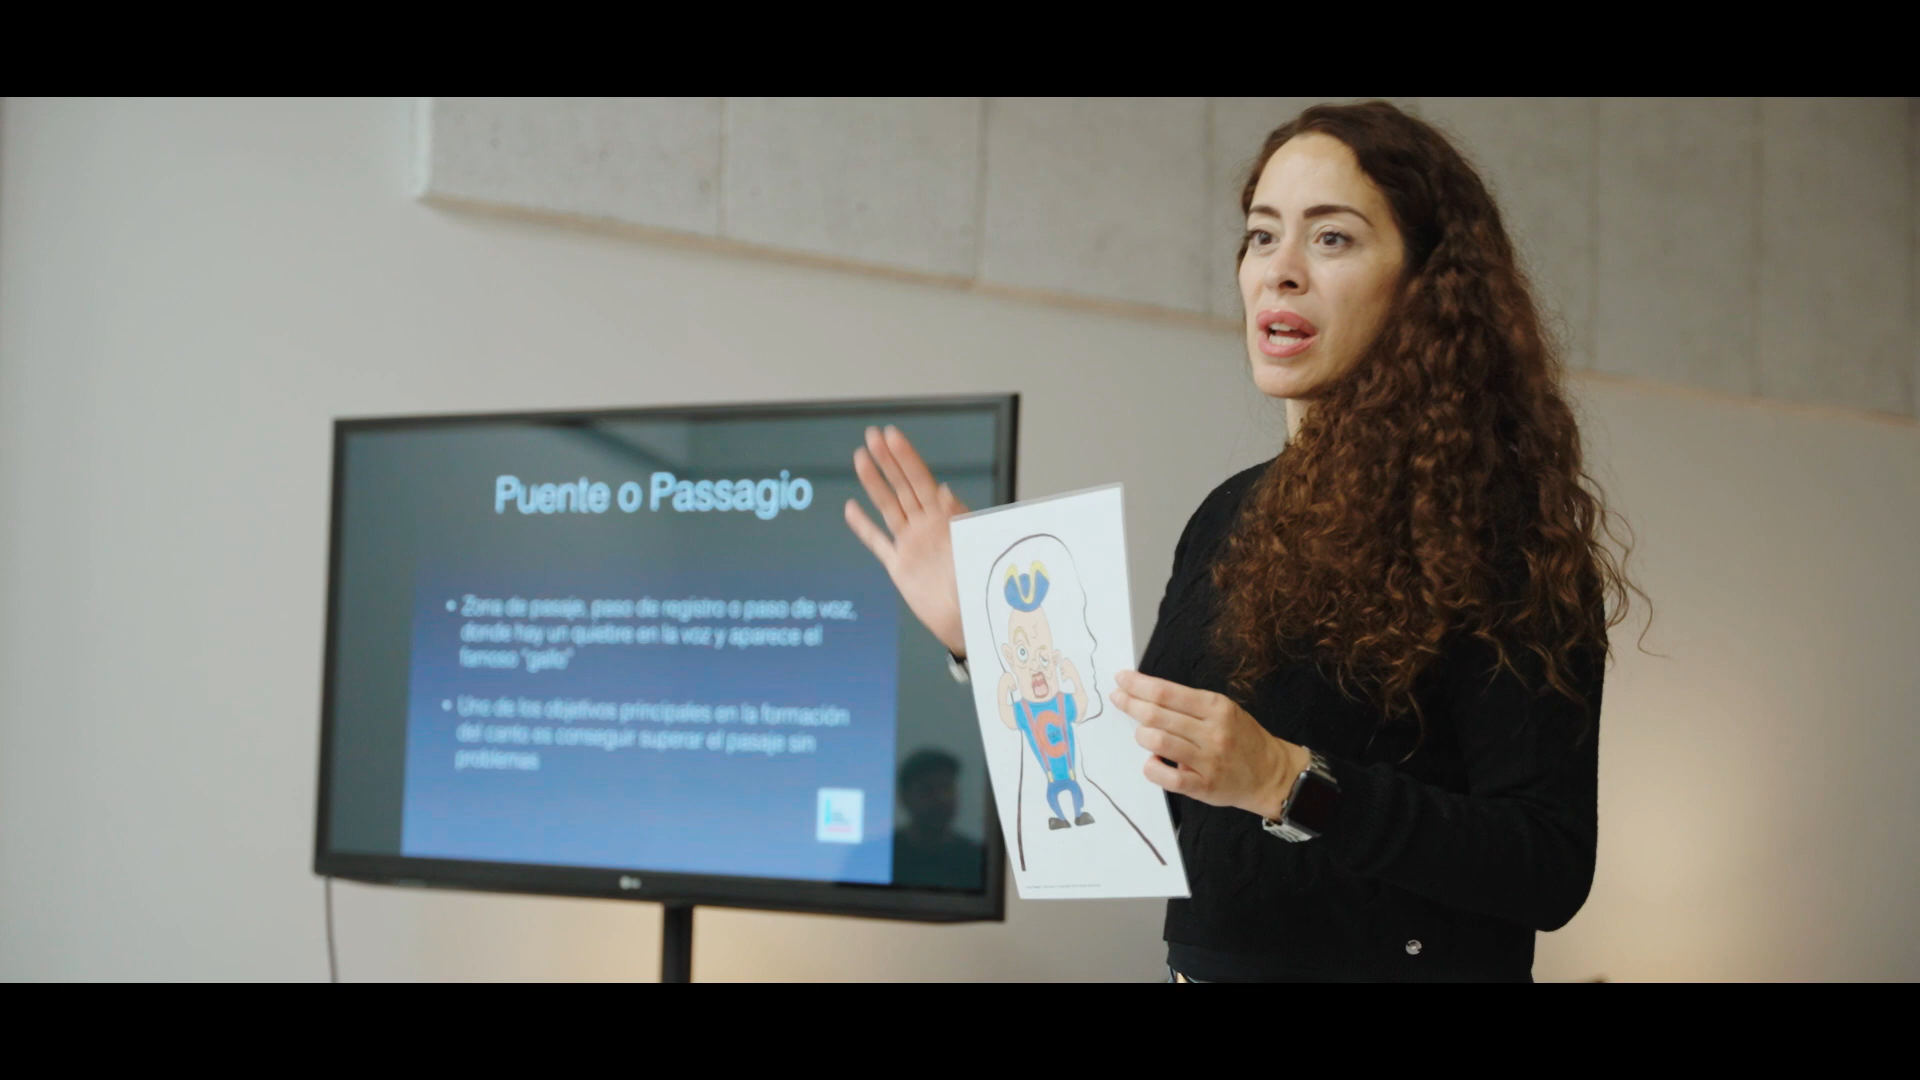 Puente o Passagio
• Zona de pasaje, paso de registro o paso de voz,
donde hay un quiebre en la voz y aparece el
famoso "gallo"
• Uno de los objetivos principales en la formación
del canto es conseguir superar el pasaje sin
problemas
LG
C